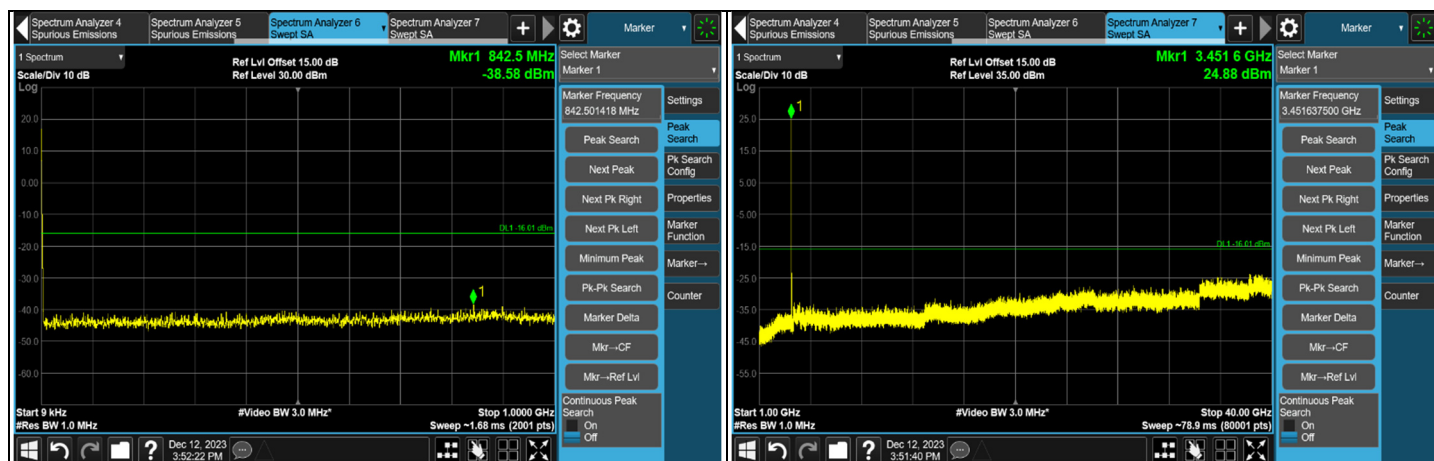 Spectrum Analyzer 4
Spurious Emissions
Spectrum Analyzer 5
Spurious Emissions
Spectrum Analyzer 6
Swept SA
Spectrum Analyzer 7
Swept SA
+
Marker
1 Spectrum
Scale/Div 10 dB
Log
Ref Lvl Offset 15.00 dB
Ref Level 30.00 dBm
Mkr1 842.5 MHz
-38.58 dBm
1
20.0
10.0
0.00
-10.0
DL1 -16.01 dBm
-20.0
-30.0
1
-40.0
-50.0
-60.0
Start 9 kHz
#Res BW 1.0 MHz
#Video BW 3.0 MHz*
Stop 1.0000 GHz
Sweep ~1.68 ms (2001 pts)
Select Marker
Marker 1
Marker Frequency
842.501418 MHz
Peak Search
Next Peak
Next Pk Right
Next Pk Left
Minimum Peak
Pk-Pk Search
Marker Delta
Mkr→CF
Mkr→Ref Lvl
Continuous Peak
Search
On
Off
Settings
Peak
Search
Pk Search
Config
Properties
Marker
Function
Marker→
Counter
?
Dec 12, 2023
3:52:22 PM
Spectrum Analyzer 4
Spurious Emissions
Spectrum Analyzer 5
Spurious Emissions
Spectrum Analyzer 6
Swept SA
Spectrum Analyzer 7
Swept SA
+
Marker
1 Spectrum
Scale/Div 10 dB
Log
Ref Lvl Offset 15.00 dB
Ref Level 35.00 dBm
Mkr1 3.451 6 GHz
24.88 dBm
1
25.0
15.0
5.00
-5.00
DL1 -16.01 dBm
-15.0
-25.0
-35.0
-45.0
-55.0
Start 1.00 GHz
#Res BW 1.0 MHz
#Video BW 3.0 MHz*
Stop 40.00 GHz
Sweep ~78.9 ms (80001 pts)
Select Marker
Marker 1
Marker Frequency
3.451637500 GHz
Peak Search
Next Peak
Next Pk Right
Next Pk Left
Minimum Peak
Pk-Pk Search
Marker Delta
Mkr→CF
Mkr→Ref Lvl
Continuous Peak
Search
On
Off
Settings
Peak
Search
Pk Search
Config
Properties
Marker
Function
Marker→
Counter
?
Dec 12, 2023
3:51:40 PM